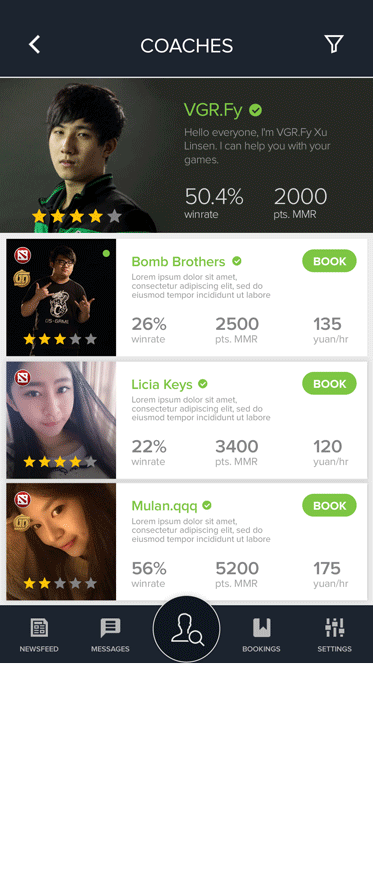 COACHES
VGR.Fy
Hello everyone, I'm VGR.Fy Xu
Linsen. I can help you with your
games.
50.4% 2000
winrate pts. MMR
Bomb Brothers BOOK
Lorem ipsum dolor sit amet,
consectetur adipiscing elit, sed do
eiusmod tempor incididunt ut labore
26% 2500 135
winrate pts. MMR yuan/hr
Licia Keys BOOK
Lorem ipsum dolor sit amet,
consectetur adipiscing elit, sed do
eiusmod tempor incididunt ut labore
22% 3400 120
winrate pts. MMR yuan/hr
Mulan.qqq BOOK
Lorem ipsum dolor sit amet,
consectetur adipiscing elit, sed do
eiusmod tempor incididunt ut labore
56% 5200 175
winrate pts. MMR yuan/hr
NEWSFEED MESSAGES BOOKINGS SETTINGS